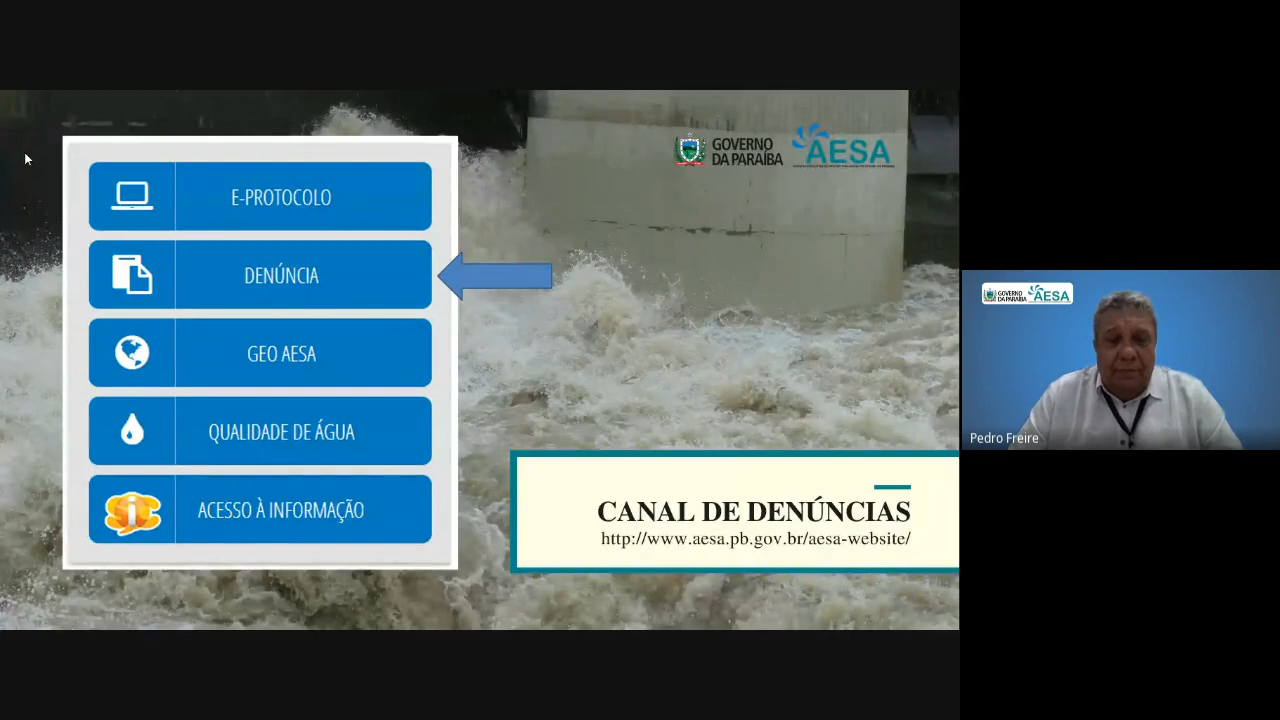 E-PROTOCOLO
DENÚNCIA
GEO AESA
QUALIDADE DE ÁGUA
ACESSO À INFORMAÇÃO
GOVERNO
DA PARAÍBA
AESA
CANAL DE DENÚNCIAS
http://www.aesa.pb.gov.br/aesa-website/
GOVERNO
DA PARAÍBA
AESA
Pedro Freire